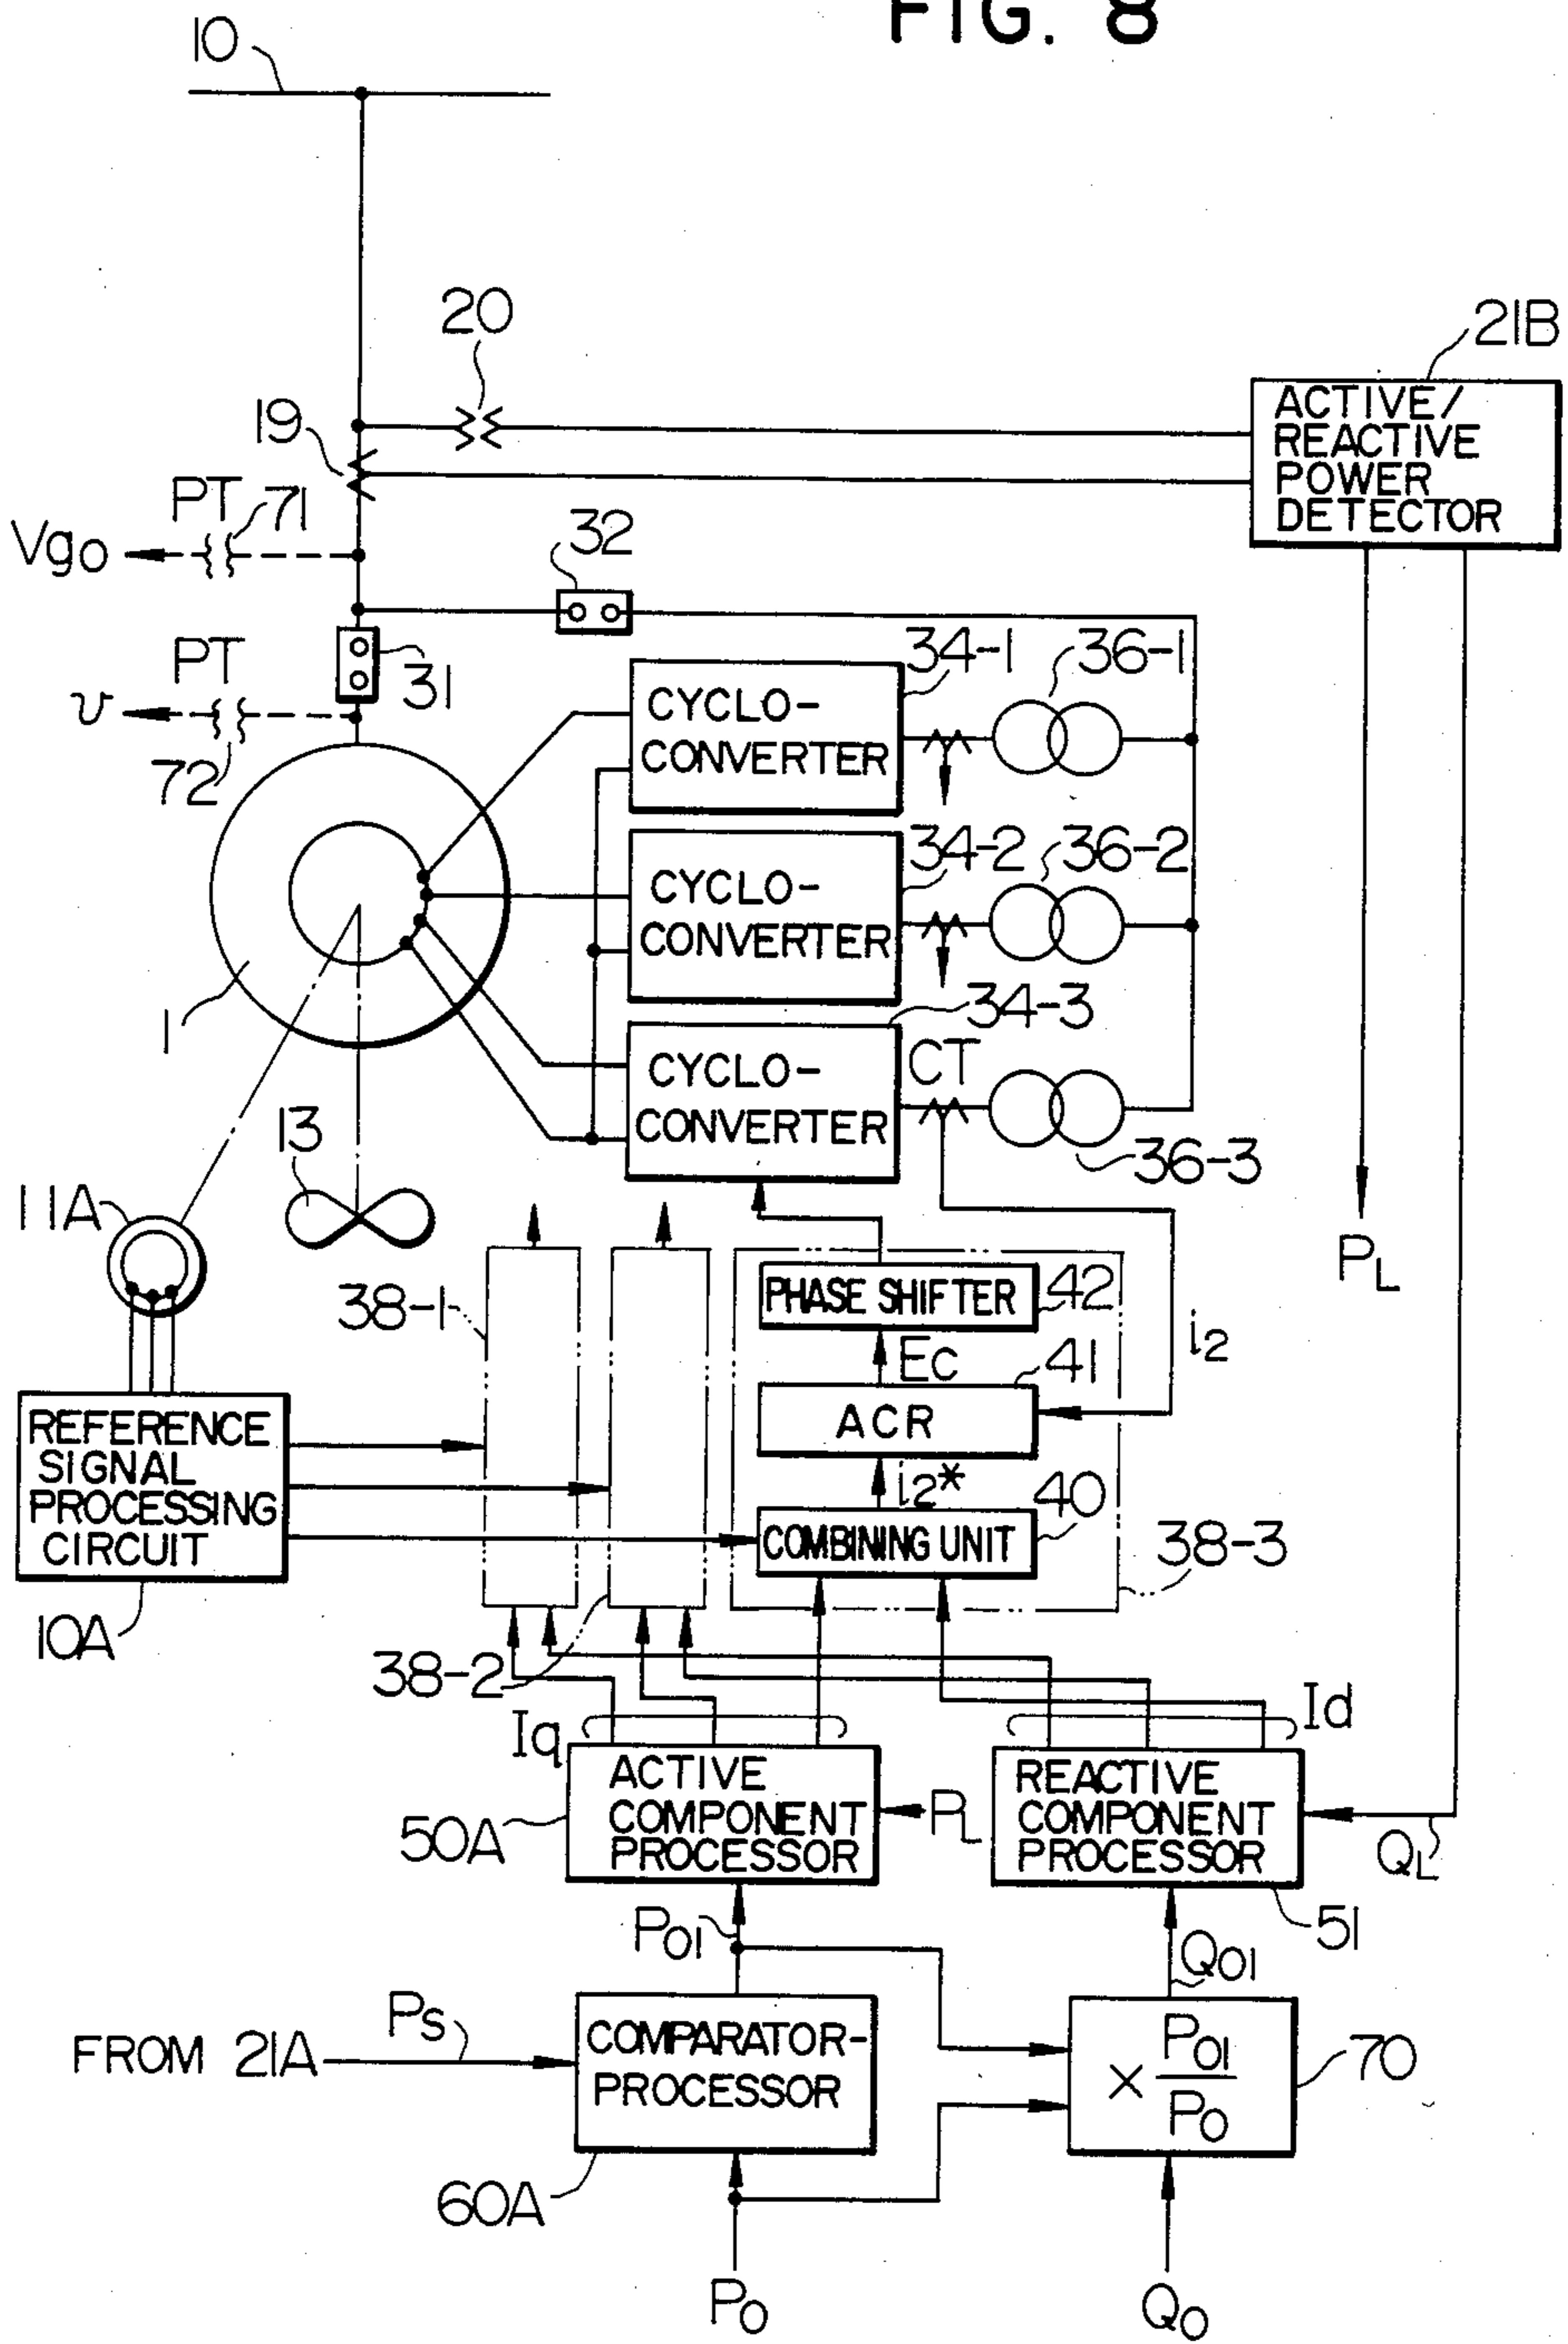 FIG. 8
10
20
21B
ACTIVE/
REACTIVE
POWER
DETECTOR
19
PT
71
Vgo
32
PT
31
v
72
34-1
36-1
CYCLO-
CONVERTER
34-2
36-2
CYCLO-
CONVERTER
34-3
1
CYCLO-
CONVERTER
CT
36-3
13
11A
PL
38-1
PHASE SHIFTER
42
i2
Ec
41
ACR
REFERENCE
SIGNAL
PROCESSING
CIRCUIT
i2*
40
COMBINING UNIT
38-3
10A
38-2
Iq
Id
ACTIVE
COMPONENT
PROCESSOR
50A
PL
REACTIVE
COMPONENT
PROCESSOR
QL
51
P01
Q01
FROM 21A
Ps
COMPARATOR-
PROCESSOR
× P01/P0
70
60A
P0
Q0